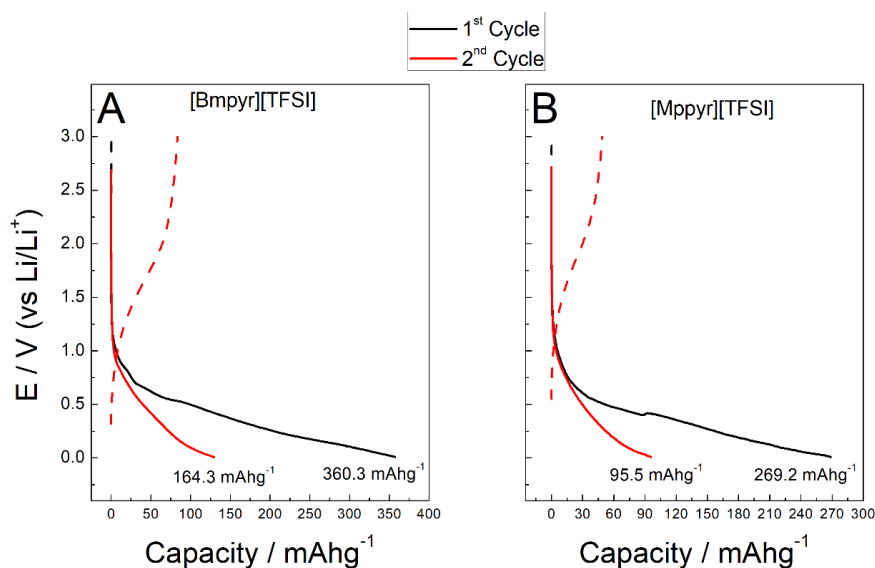 1st Cycle
2nd Cycle
A
[Bmpyr][TFSI]
B
[Mppyr][TFSI]
E / V (vs Li/Li+)
3.0
2.5
2.0
1.5
1.0
0.5
0.0
164.3 mAhg-1
360.3 mAhg-1
0 50 100 150 200 250 300 350 400
Capacity / mAhg-1
95.5 mAhg-1
269.2 mAhg-1
0 30 60 90 120 150 180 210 240 270 300
Capacity / mAhg-1